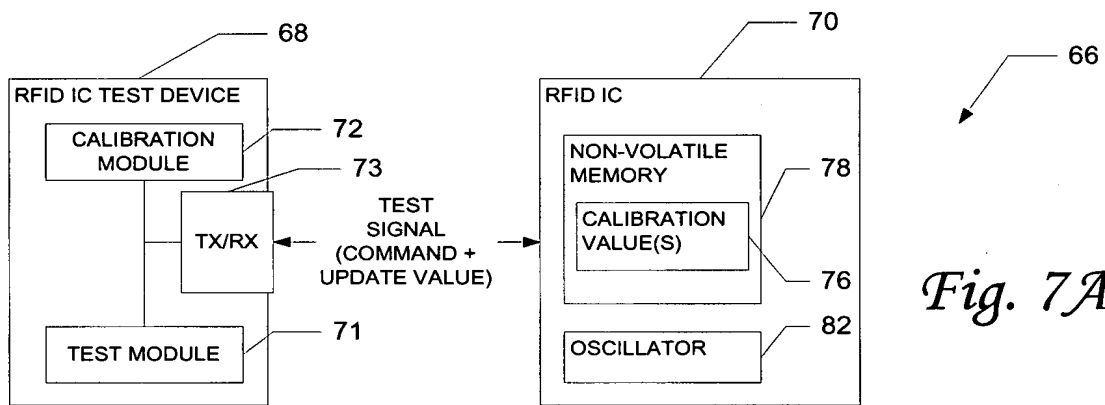 68
70
66
RFID IC TEST DEVICE
CALIBRATION
MODULE
72
73
TX/RX
TEST
SIGNAL
(COMMAND +
UPDATE VALUE)
TEST MODULE
71
RFID IC
NON-VOLATILE
MEMORY
78
CALIBRATION
VALUE(S)
76
OSCILLATOR
82
Fig. 7A